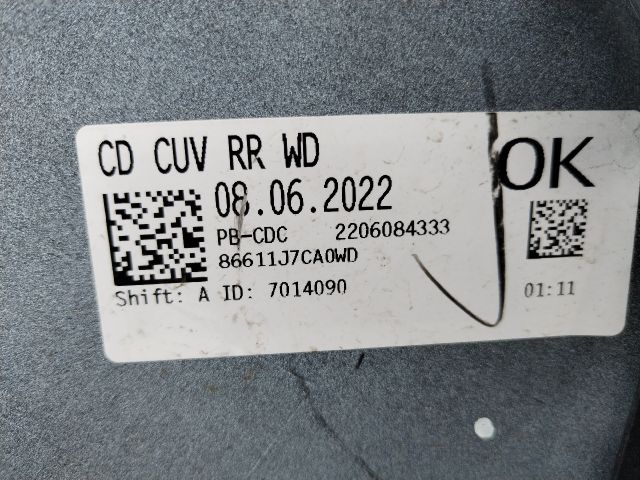 CD CUV RR WD
OK
08.06.2022
PB-CDC 2206084333
86611J7CA0WD
Shift: A ID: 7014090
01:11